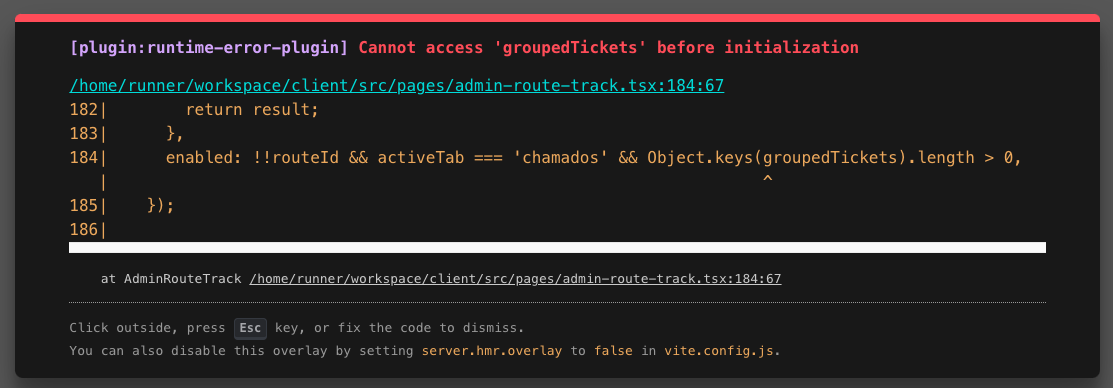 [plugin:runtime-error-plugin] Cannot access 'groupedTickets' before initialization
/home/runner/workspace/client/src/pages/admin-route-track.tsx:184:67
182|        return result;
183|      },
184|      enabled: !!routeId && activeTab === 'chamados' && Object.keys(groupedTickets).length > 0,
   |                                                                    ^
185|    });
186|
at AdminRouteTrack /home/runner/workspace/client/src/pages/admin-route-track.tsx:184:67
Click outside, press Esc key, or fix the code to dismiss.
You can also disable this overlay by setting server.hmr.overlay to false in vite.config.js.